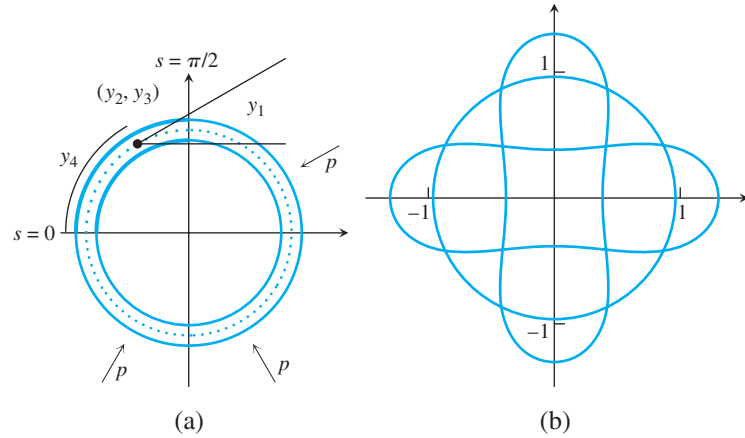 s = π/2
(y2, y3)
y1
y4
p
s = 0
p
p
(a)
1
−1
1
−1
(b)